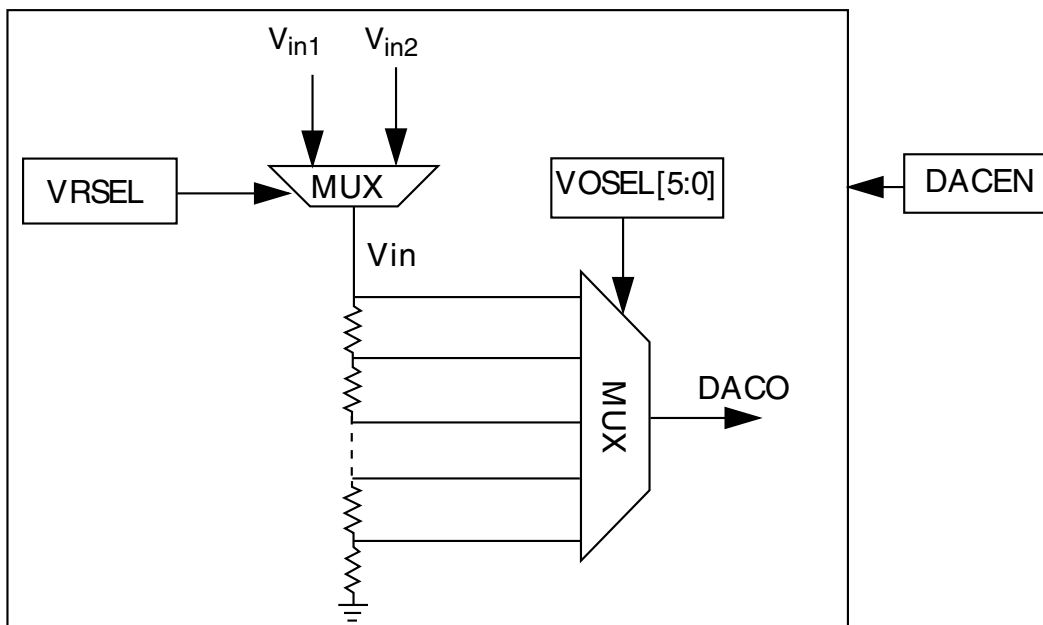 Vin1
Vin2
VRSEL
MUX
VOSEL[5:0]
DACEN
Vin
MUX
DACO